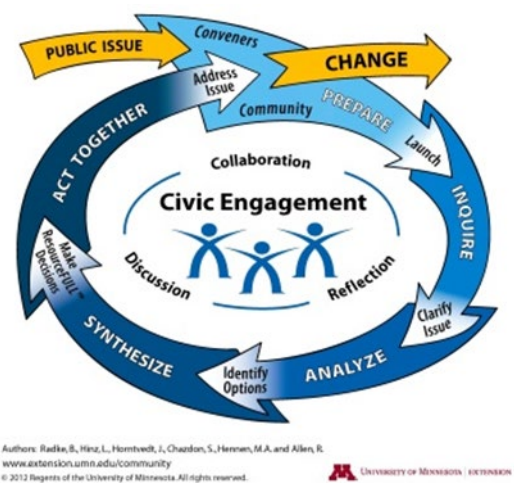 PUBLIC ISSUE
Conveners
CHANGE
Address
Issue
Community
PREPARE
Launch
ACT TOGETHER
Collaboration
Civic Engagement
INQUIRE
Discussion
Reflection
Make
ResourceFULL™
Decisions
Clarify
Issue
SYNTHESIZE
Identify
Options
ANALYZE
Authors: Radke, B., Hinz, L., Horntvedt, J., Chazdon, S., Hennen, M.A. and Allen, R.
www.extension.umn.edu/community
© 2012 Regents of the University of Minnesota. All rights reserved.
M UNIVERSITY OF MINNESOTA | EXTENSION